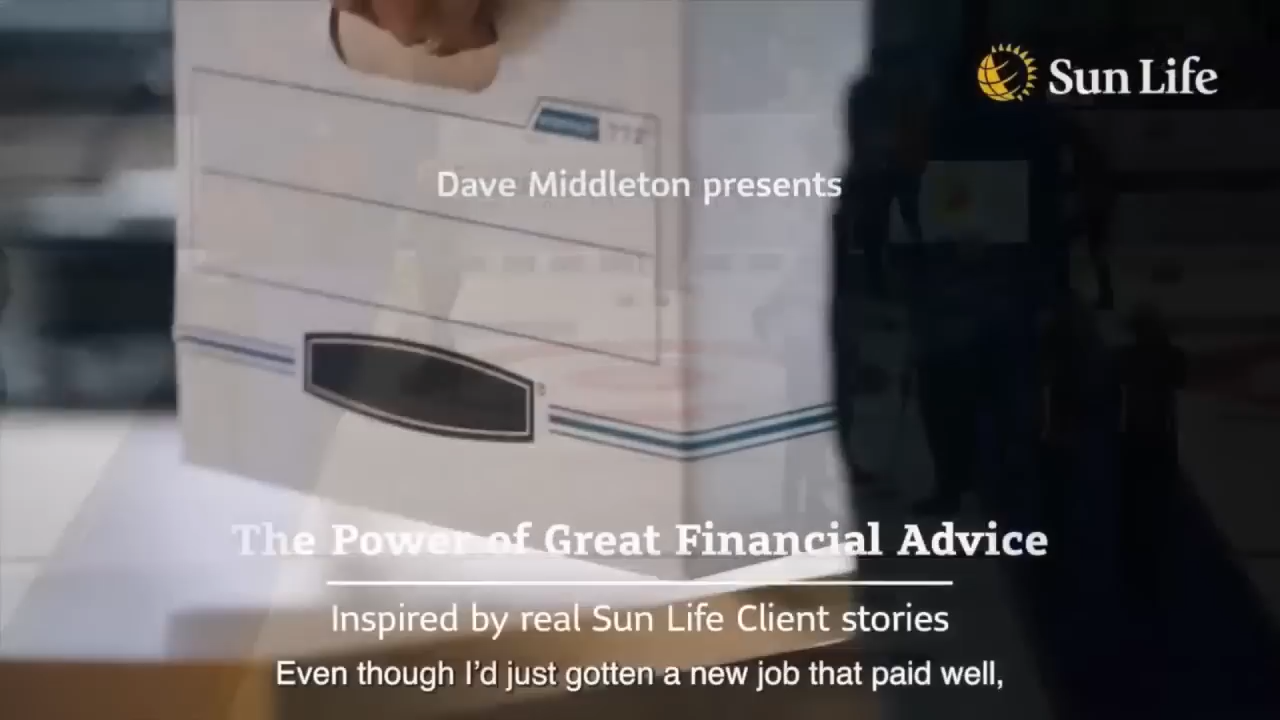 Sun Life
Dave Middleton presents
The Power of Great Financial Advice
Inspired by real Sun Life Client stories
Even though I'd just gotten a new job that paid well,